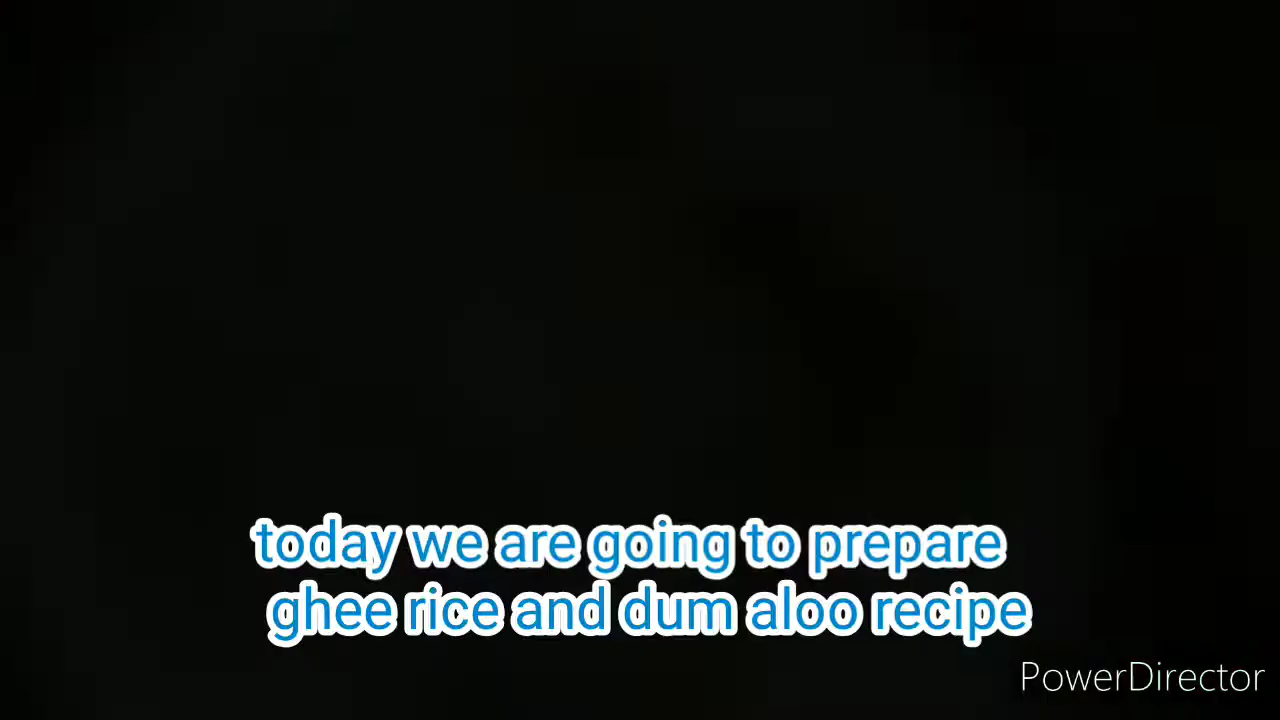 today we are going to prepare
ghee rice and dum aloo recipe
PowerDirector